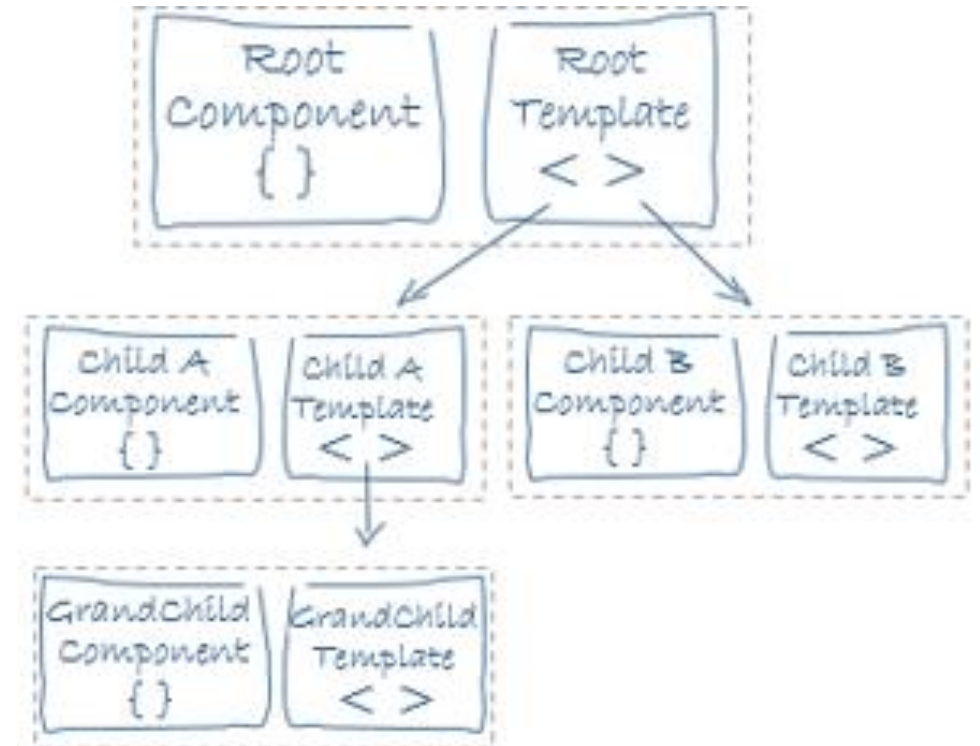 Root
Component
{ }
Root
Template
< >
Child A
Component
{ }
Child A
Template
< >
Child B
Component
{ }
Child B
Template
< >
GrandChild
Component
{ }
GrandChild
Template
< >